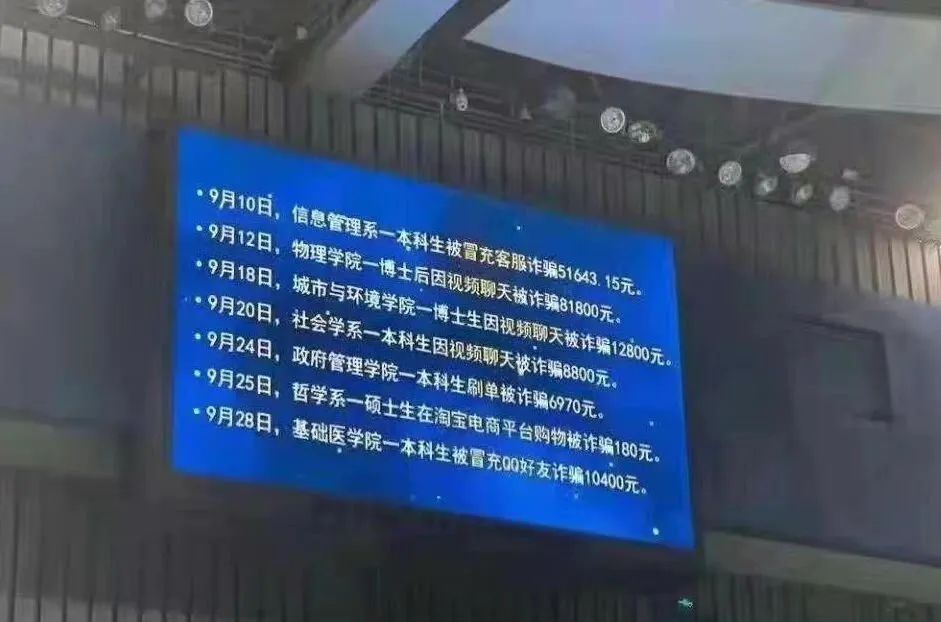 •9月10日，信息管理系一本科生被冒充客服诈骗51643.15元。
•9月12日，物理学院一博士后因视频聊天被诈骗81800元。
•9月18日，城市与环境学院一博士生因视频聊天被诈骗12800元。
•9月20日，社会学系一本科生因视频聊天被诈骗8800元。
•9月24日，政府管理学院一本科生刷单被诈骗6970元。
•9月25日，哲学系一硕士生在淘宝电商平台购物被诈骗180元。
•9月28日，基础医学院一本科生被冒充QQ好友诈骗10400元。